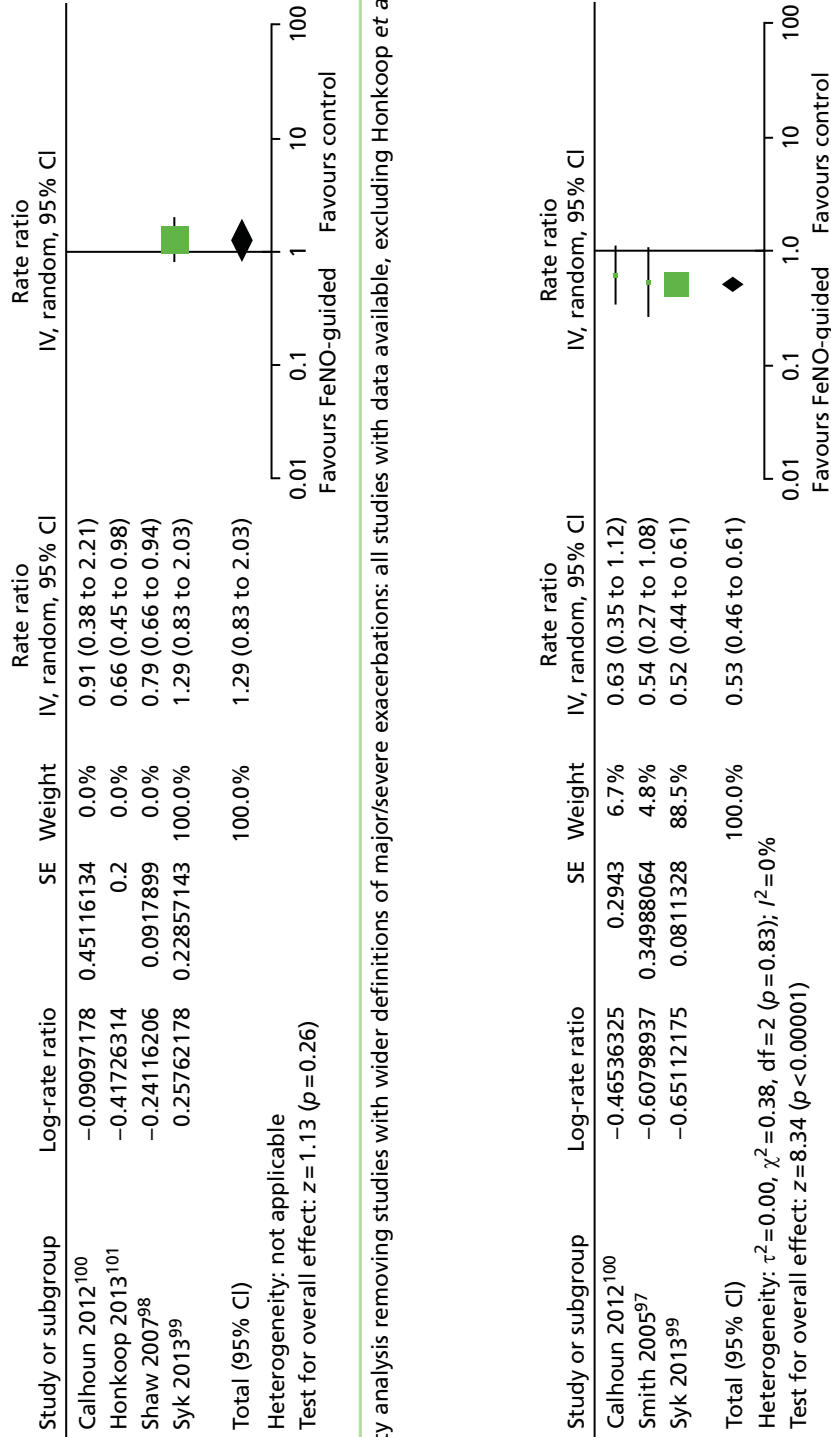 Rate ratio Rate ratio
Study or subgroup Log-rate ratio SE Weight IV, random, 95% CI IV, random, 95% CI
Calhoun 2012¹⁰⁰ −0.09097178 0.45116134 0.0% 0.91 (0.38 to 2.21)
Honkoop 2013¹⁰¹ −0.41726314 0.2 0.0% 0.66 (0.45 to 0.98)
Shaw 2007⁹⁸ −0.24116206 0.0917899 0.0% 0.79 (0.66 to 0.94)
Syk 2013⁹⁹ 0.25762178 0.22857143 100.0% 1.29 (0.83 to 2.03)
Total (95% CI) 100.0% 1.29 (0.83 to 2.03)
Heterogeneity: not applicable
Test for overall effect: z=1.13 (p=0.26)
0.01 0.1 1 10 100
Favours FeNO-guided Favours control
analysis removing studies with wider definitions of major/severe exacerbations: all studies with data available, excluding Honkoop et
Rate ratio Rate ratio
Study or subgroup Log-rate ratio SE Weight IV, random, 95% CI IV, random, 95% CI
Calhoun 2012¹⁰⁰ −0.46536325 0.2943 6.7% 0.63 (0.35 to 1.12)
Smith 2005⁹⁷ −0.60798937 0.34988064 4.8% 0.54 (0.27 to 1.08)
Syk 2013⁹⁹ −0.65112175 0.0811328 88.5% 0.52 (0.44 to 0.61)
Total (95% CI) 100.0% 0.53 (0.46 to 0.61)
Heterogeneity: τ²=0.00, χ²=0.38, df=2 (p=0.83); I²=0%
Test for overall effect: z=8.34 (p<0.00001)
0.01 0.1 1.0 10 100
Favours FeNO-guided Favours control